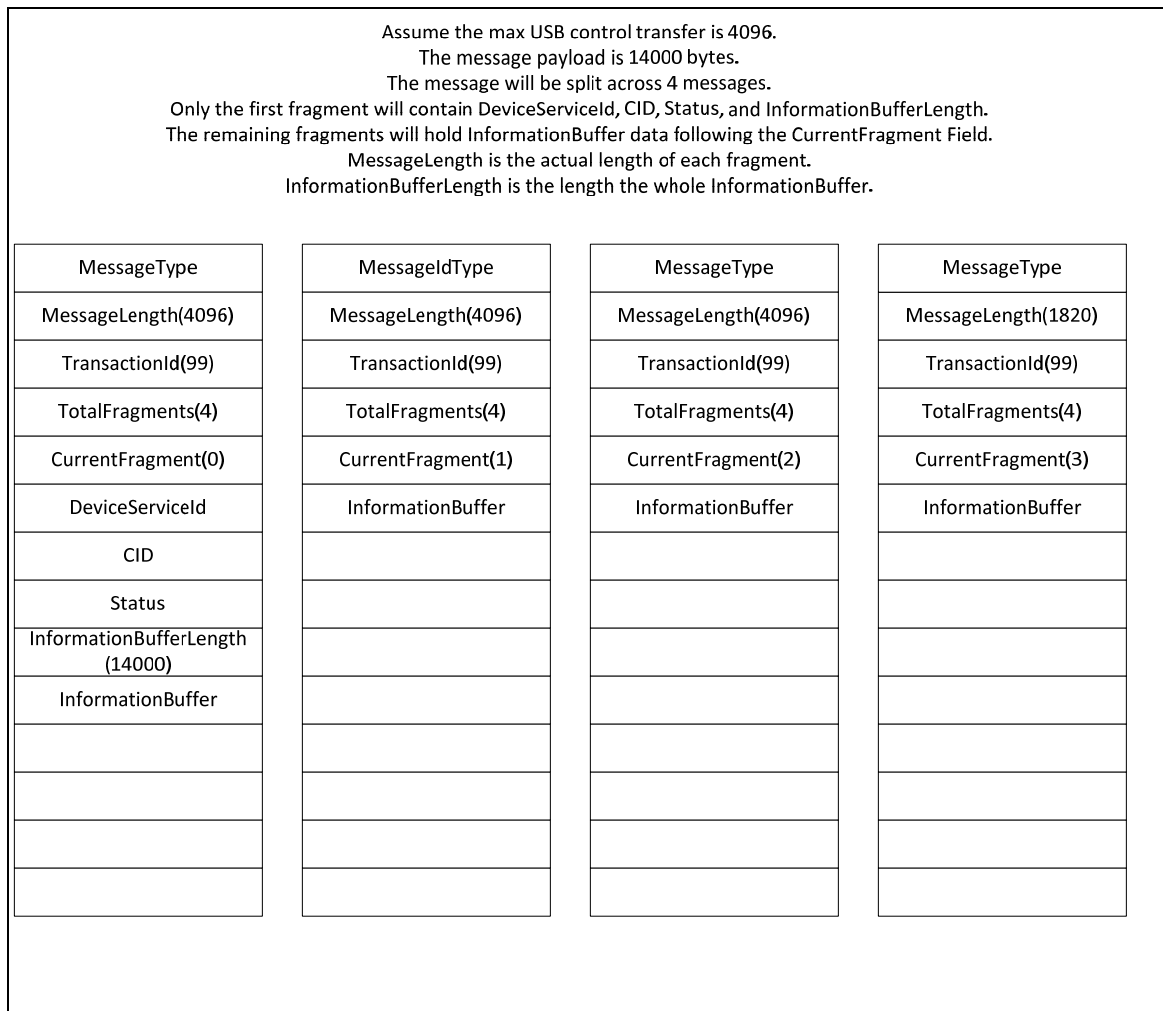 Assume the max USB control transfer is 4096.
The message payload is 14000 bytes.
The message will be split across 4 messages.
Only the first fragment will contain DeviceServiceId, CID, Status, and InformationBufferLength.
The remaining fragments will hold InformationBuffer data following the CurrentFragment Field.
MessageLength is the actual length of each fragment.
InformationBufferLength is the length the whole InformationBuffer.
MessageType
MessageLength(4096)
TransactionId(99)
TotalFragments(4)
CurrentFragment(0)
DeviceServiceId
CID
Status
InformationBufferLength
(14000)
InformationBuffer
MessageIdType
MessageLength(4096)
TransactionId(99)
TotalFragments(4)
CurrentFragment(1)
InformationBuffer
MessageType
MessageLength(4096)
TransactionId(99)
TotalFragments(4)
CurrentFragment(2)
InformationBuffer
MessageType
MessageLength(1820)
TransactionId(99)
TotalFragments(4)
CurrentFragment(3)
InformationBuffer